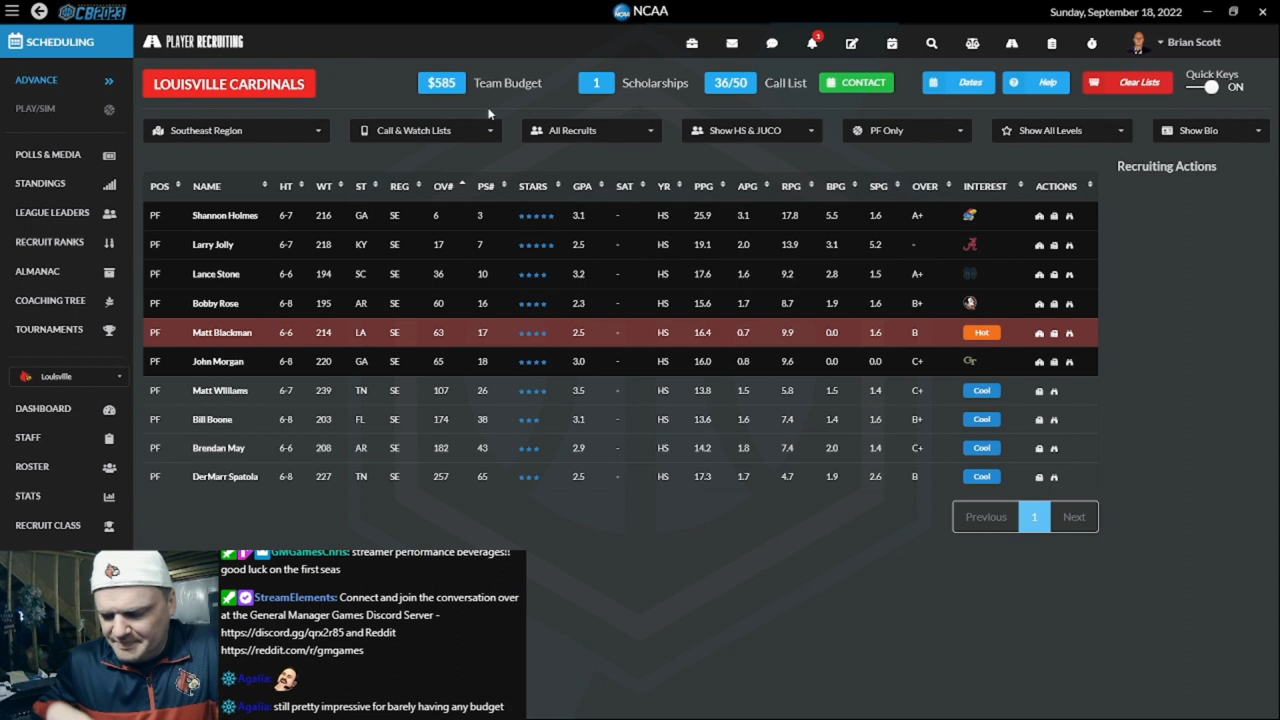 CB2023
NCAA
Sunday, September 18, 2022
SCHEDULING
PLAYER RECRUITING
1
Brian Scott
ADVANCE
PLAY/SIM
POLLS & MEDIA
STANDINGS
LEAGUE LEADERS
RECRUIT RANKS
ALMANAC
COACHING TREE
TOURNAMENTS
Louisville
DASHBOARD
STAFF
ROSTER
STATS
RECRUIT CLASS
LOUISVILLE CARDINALS
$585 Team Budget 1 Scholarships 36/50 Call List CONTACT Dates Help Clear Lists Quick Keys ON
Southeast Region Call & Watch Lists All Recruits Show HS & JUCO PF Only Show All Levels Show Bio
Recruiting Actions
POS NAME HT WT ST REG OV# PS# STARS GPA SAT YR PPG APG RPG BPG SPG OVER INTEREST ACTIONS
PF Shannon Holmes 6-7 216 GA SE 6 3 ★★★★★ 3.1 - HS 25.9 3.1 17.8 5.5 1.6 A+
PF Larry Jolly 6-7 218 KY SE 17 7 ★★★★★ 2.5 - HS 19.1 2.0 13.9 3.1 5.2 -
PF Lance Stone 6-6 194 SC SE 36 10 ★★★★ 3.2 - HS 17.6 1.6 9.2 2.8 1.5 A+
PF Bobby Rose 6-8 195 AR SE 60 16 ★★★★ 2.3 - HS 15.6 1.7 8.7 1.9 1.6 B+
PF Matt Blackman 6-6 214 LA SE 63 17 ★★★★ 2.5 - HS 16.4 0.7 9.9 0.0 1.6 B Hot
PF John Morgan 6-8 220 GA SE 65 18 ★★★★ 3.0 - HS 16.0 0.8 9.6 0.0 0.0 C+ GT
PF Matt Williams 6-7 239 TN SE 107 26 ★★★★ 3.5 - HS 13.8 1.5 5.8 1.5 1.4 C+ Cool
PF Bill Boone 6-8 203 FL SE 174 38 ★★★ 3.1 - HS 13.6 1.6 7.4 1.4 1.6 B+ Cool
PF Brendan May 6-6 208 AR SE 182 43 ★★★ 2.9 - HS 14.2 1.8 7.4 2.0 1.4 C+ Cool
PF DerMarr Spatola 6-8 227 TN SE 257 65 ★★★ 2.5 - HS 17.3 1.7 4.7 1.9 2.6 B Cool
Previous 1 Next
GMGamesChris: streamer performance beverages!!
good luck on the first seas
StreamElements: Connect and join the conversation over
at the General Manager Games Discord Server -
https://discord.gg/qrx2r85 and Reddit
https://reddit.com/r/gmgames
Agalia:
Agalia: still pretty impressive for barely having any budget